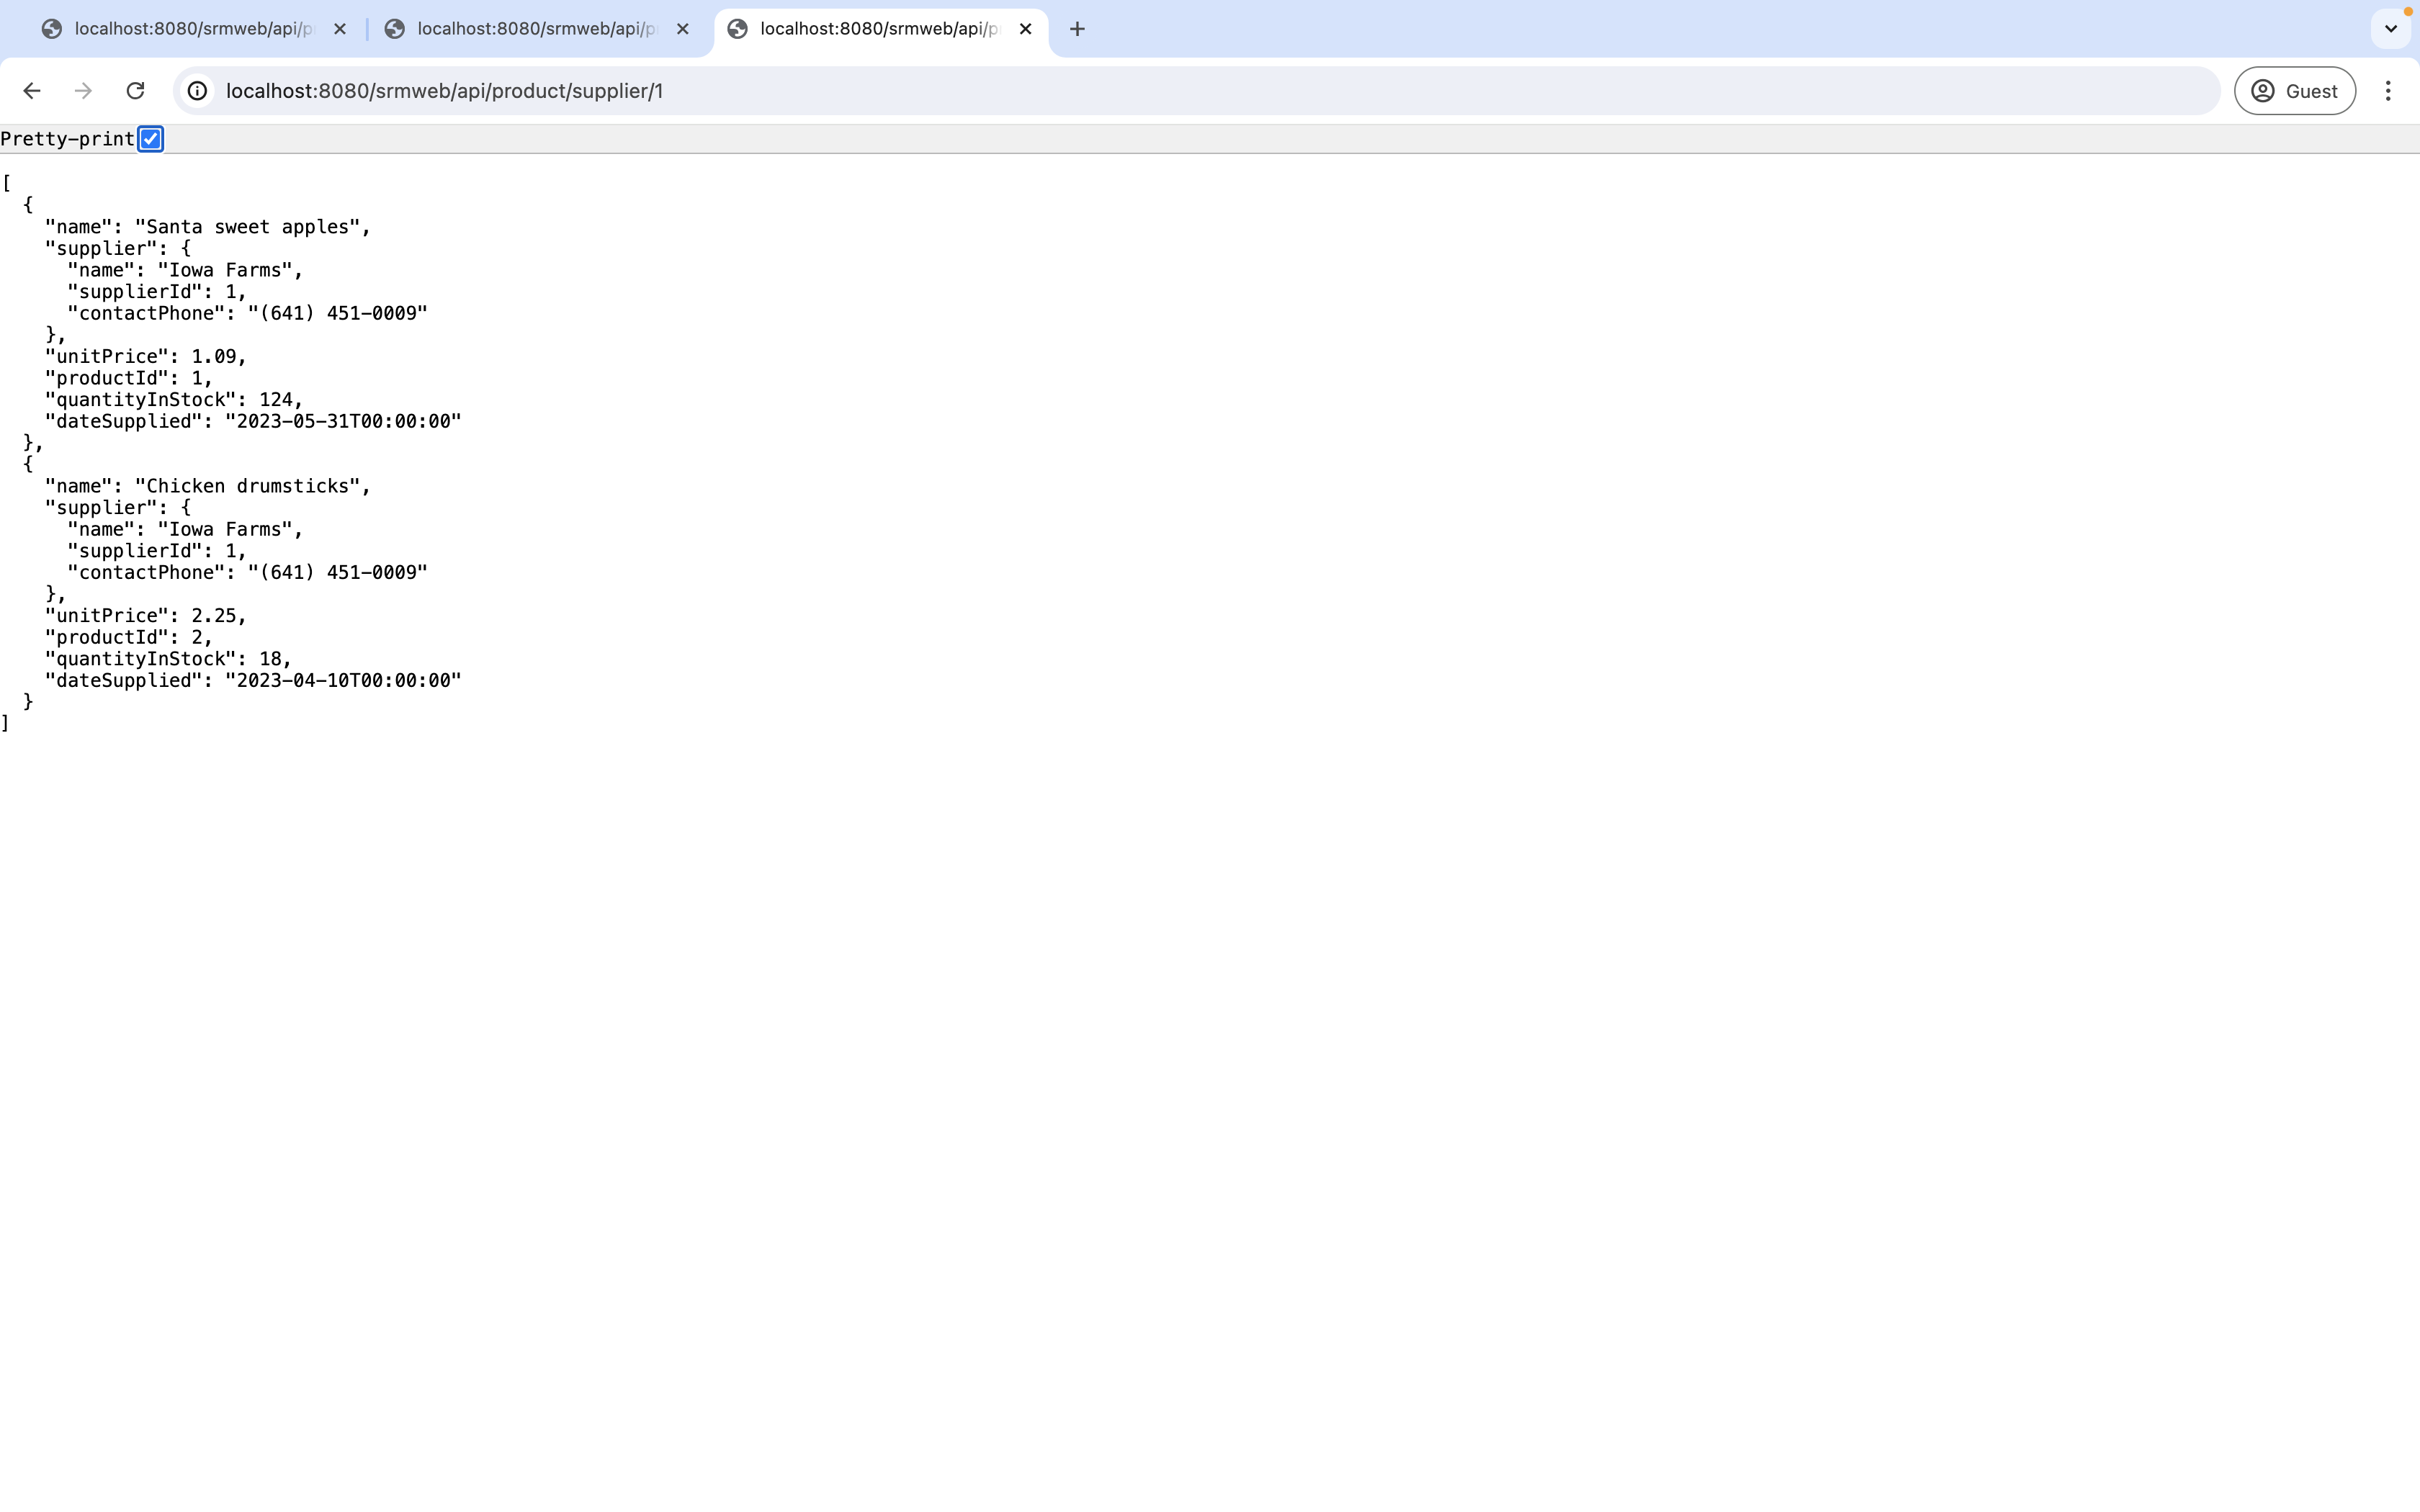 localhost:8080/srmweb/api/p
localhost:8080/srmweb/api/p
localhost:8080/srmweb/api/p
localhost:8080/srmweb/api/product/supplier/1
Guest
Pretty-print
[
  {
    "name": "Santa sweet apples",
    "supplier": {
      "name": "Iowa Farms",
      "supplierId": 1,
      "contactPhone": "(641) 451-0009"
    },
    "unitPrice": 1.09,
    "productId": 1,
    "quantityInStock": 124,
    "dateSupplied": "2023-05-31T00:00:00"
  },
  {
    "name": "Chicken drumsticks",
    "supplier": {
      "name": "Iowa Farms",
      "supplierId": 1,
      "contactPhone": "(641) 451-0009"
    },
    "unitPrice": 2.25,
    "productId": 2,
    "quantityInStock": 18,
    "dateSupplied": "2023-04-10T00:00:00"
  }
]